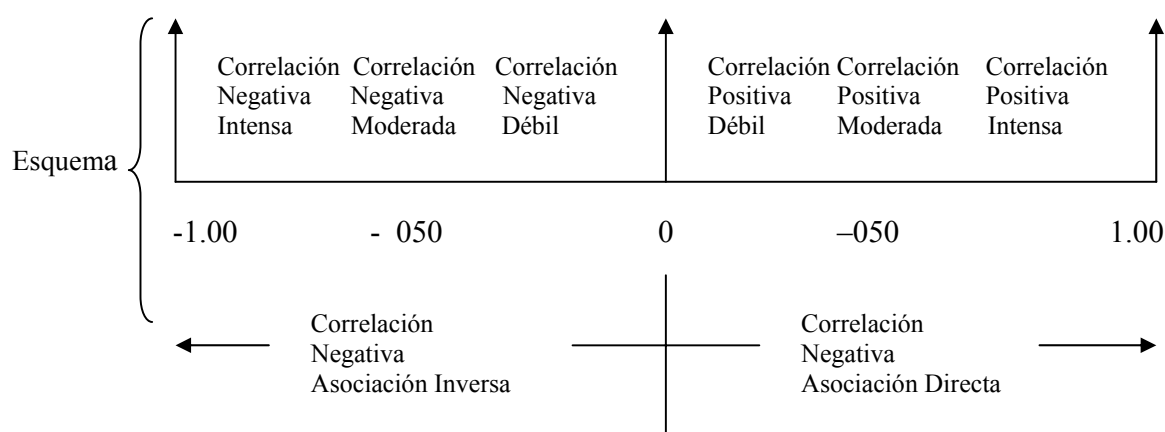 Correlación Correlación Correlación Correlación Correlación Correlación
Negativa Negativa Negativa Positiva Positiva Positiva
Intensa Moderada Débil Débil Moderada Intensa
Esquema
-1.00 - 050 0 –050 1.00
Correlación Correlación
Negativa Negativa
Asociación Inversa Asociación Directa